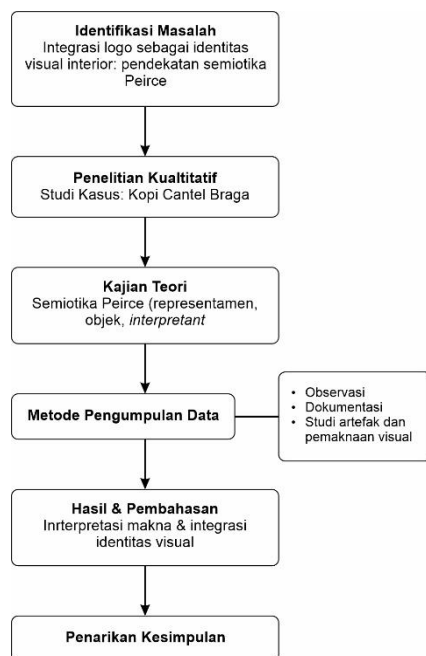 Identifikasi Masalah
Integrasi logo sebagai identitas
visual interior: pendekatan semiotika
Peirce
Penelitian Kualtitatif
Studi Kasus: Kopi Cantel Braga
Kajian Teori
Semiotika Peirce (representamen,
objek, interpretant
Metode Pengumpulan Data
• Observasi
• Dokumentasi
• Studi artefak dan
pemaknaan visual
Hasil & Pembahasan
Inrterpretasi makna & integrasi
identitas visual
Penarikan Kesimpulan